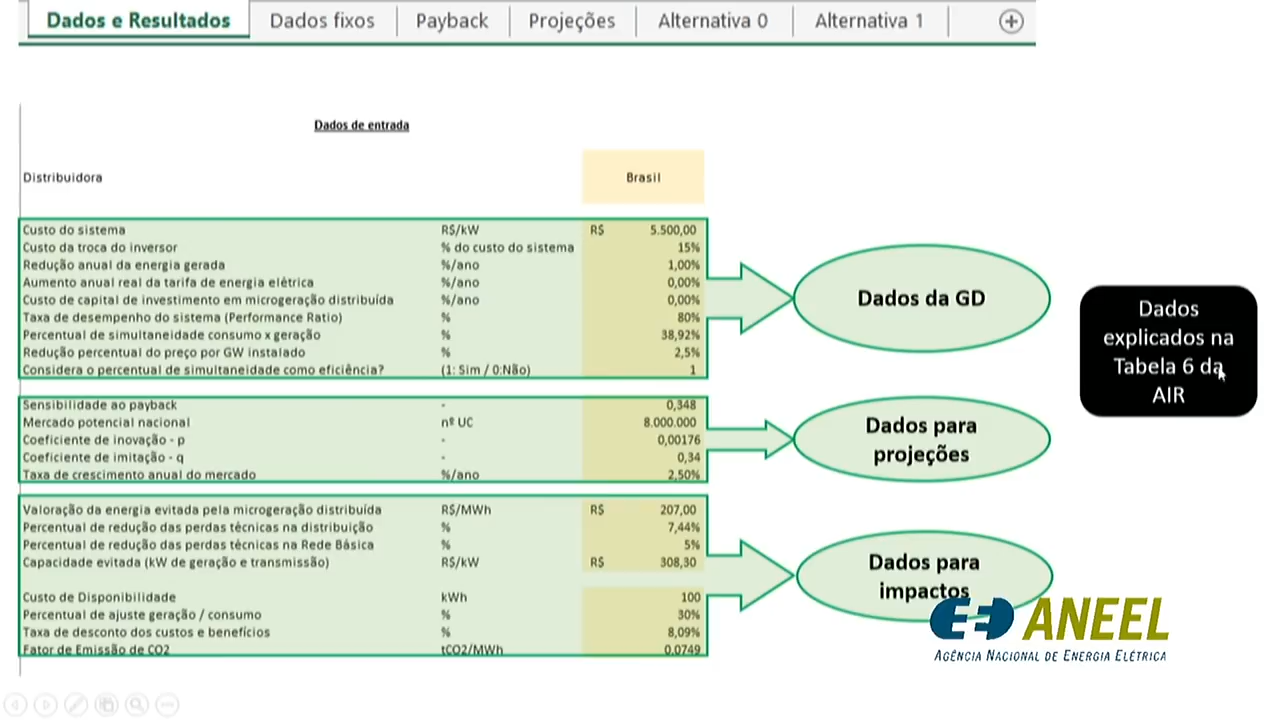 Dados e Resultados Dados fixos Payback Projeções Alternativa 0 Alternativa 1
Dados de entrada
Distribuidora Brasil
Custo do sistema R$/kW R$ 5.500,00
Custo da troca do inversor % do custo do sistema 15%
Redução anual da energia gerada %/ano 1,00%
Aumento anual real da tarifa de energia elétrica %/ano 0,00%
Custo de capital de investimento em microgeração distribuída %/ano 0,00%
Taxa de desempenho do sistema (Performance Ratio) % 80%
Percentual de simultaneidade consumo x geração % 38,92%
Redução percentual do preço por GW instalado % 2,5%
Considera o percentual de simultaneidade como eficiência? (1: Sim / 0:Não) 1
Dados da GD
Dados
explicados na
Tabela 6 da
AIR
Sensibilidade ao payback - 0,348
Mercado potencial nacional nº UC 8.000.000
Coeficiente de inovação - p - 0,00176
Coeficiente de imitação - q - 0,34
Taxa de crescimento anual do mercado %/ano 2,50%
Dados para
projeções
Valoração da energia evitada pela microgeração distribuída R$/MWh R$ 207,00
Percentual de redução das perdas técnicas na distribuição % 7,44%
Percentual de redução das perdas técnicas na Rede Básica % 5%
Capacidade evitada (kW de geração e transmissão) R$/kW R$ 308,30
Custo de Disponibilidade kWh 100
Percentual de ajuste geração / consumo % 30%
Taxa de desconto dos custos e benefícios % 8,09%
Fator de Emissão de CO2 tCO2/MWh 0,0749
Dados para
impactos
ANEEL
AGÊNCIA NACIONAL DE ENERGIA ELÉTRICA